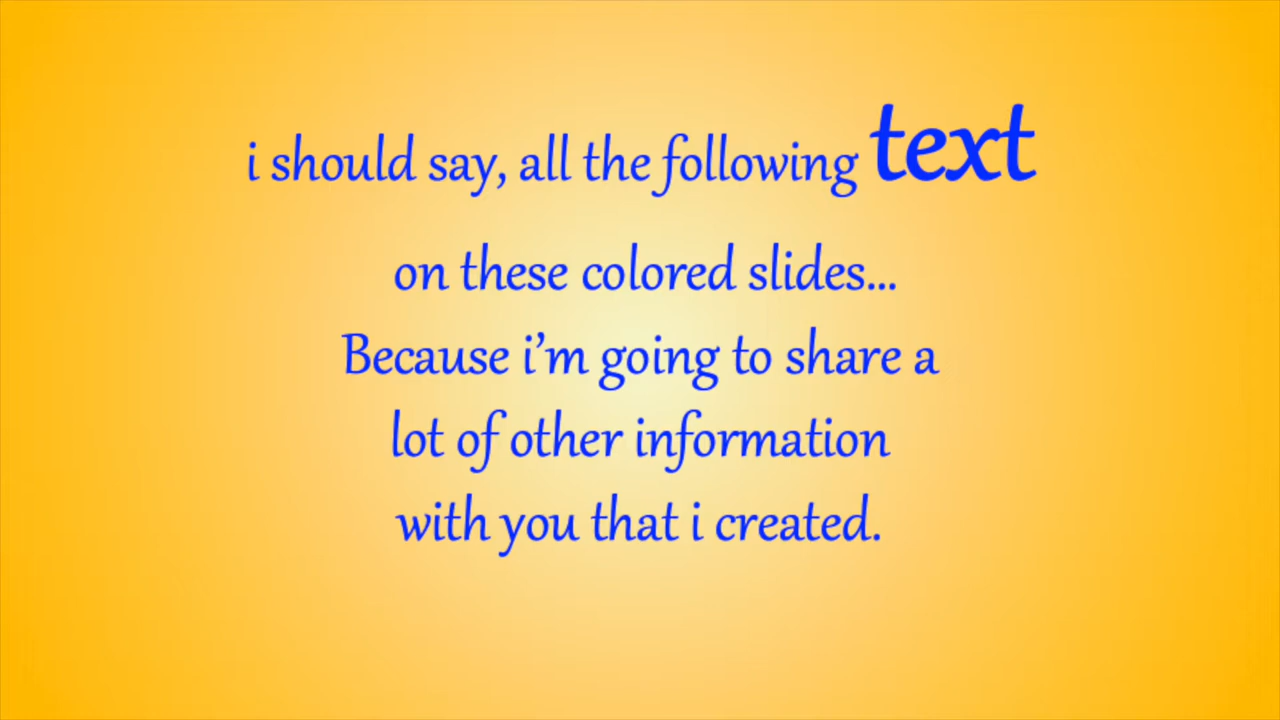 i should say, all the following text
on these colored slides...
Because i’m going to share a
lot of other information
with you that i created.